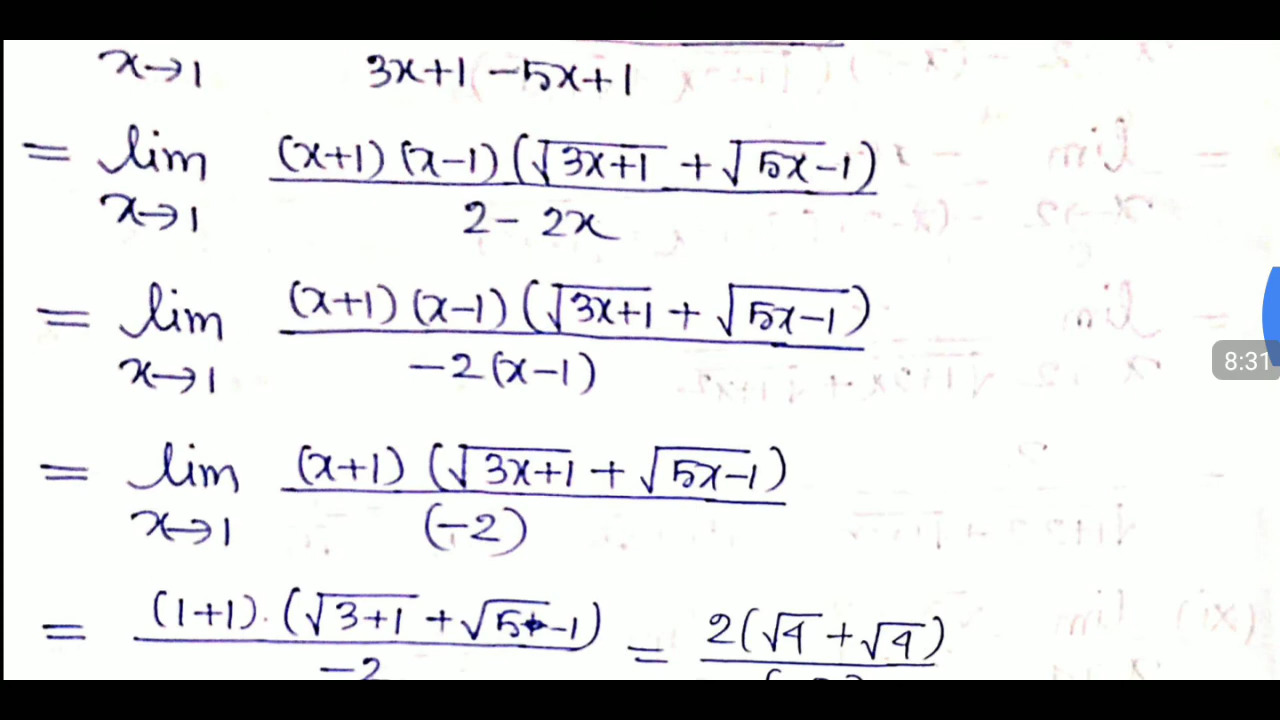 x→1 3x+1 -5x+1
= lim (x+1) (x-1) (√3x+1 + √5x-1)
x→1 2- 2x
= lim (x+1) (x-1) (√3x+1 + √5x-1)
x→1 -2(x-1)
= lim (x+1) (√3x+1 + √5x-1)
x→1 (-2)
= (1+1). (√3+1 + √5-1) = 2(√4 + √4)
-2
8:31